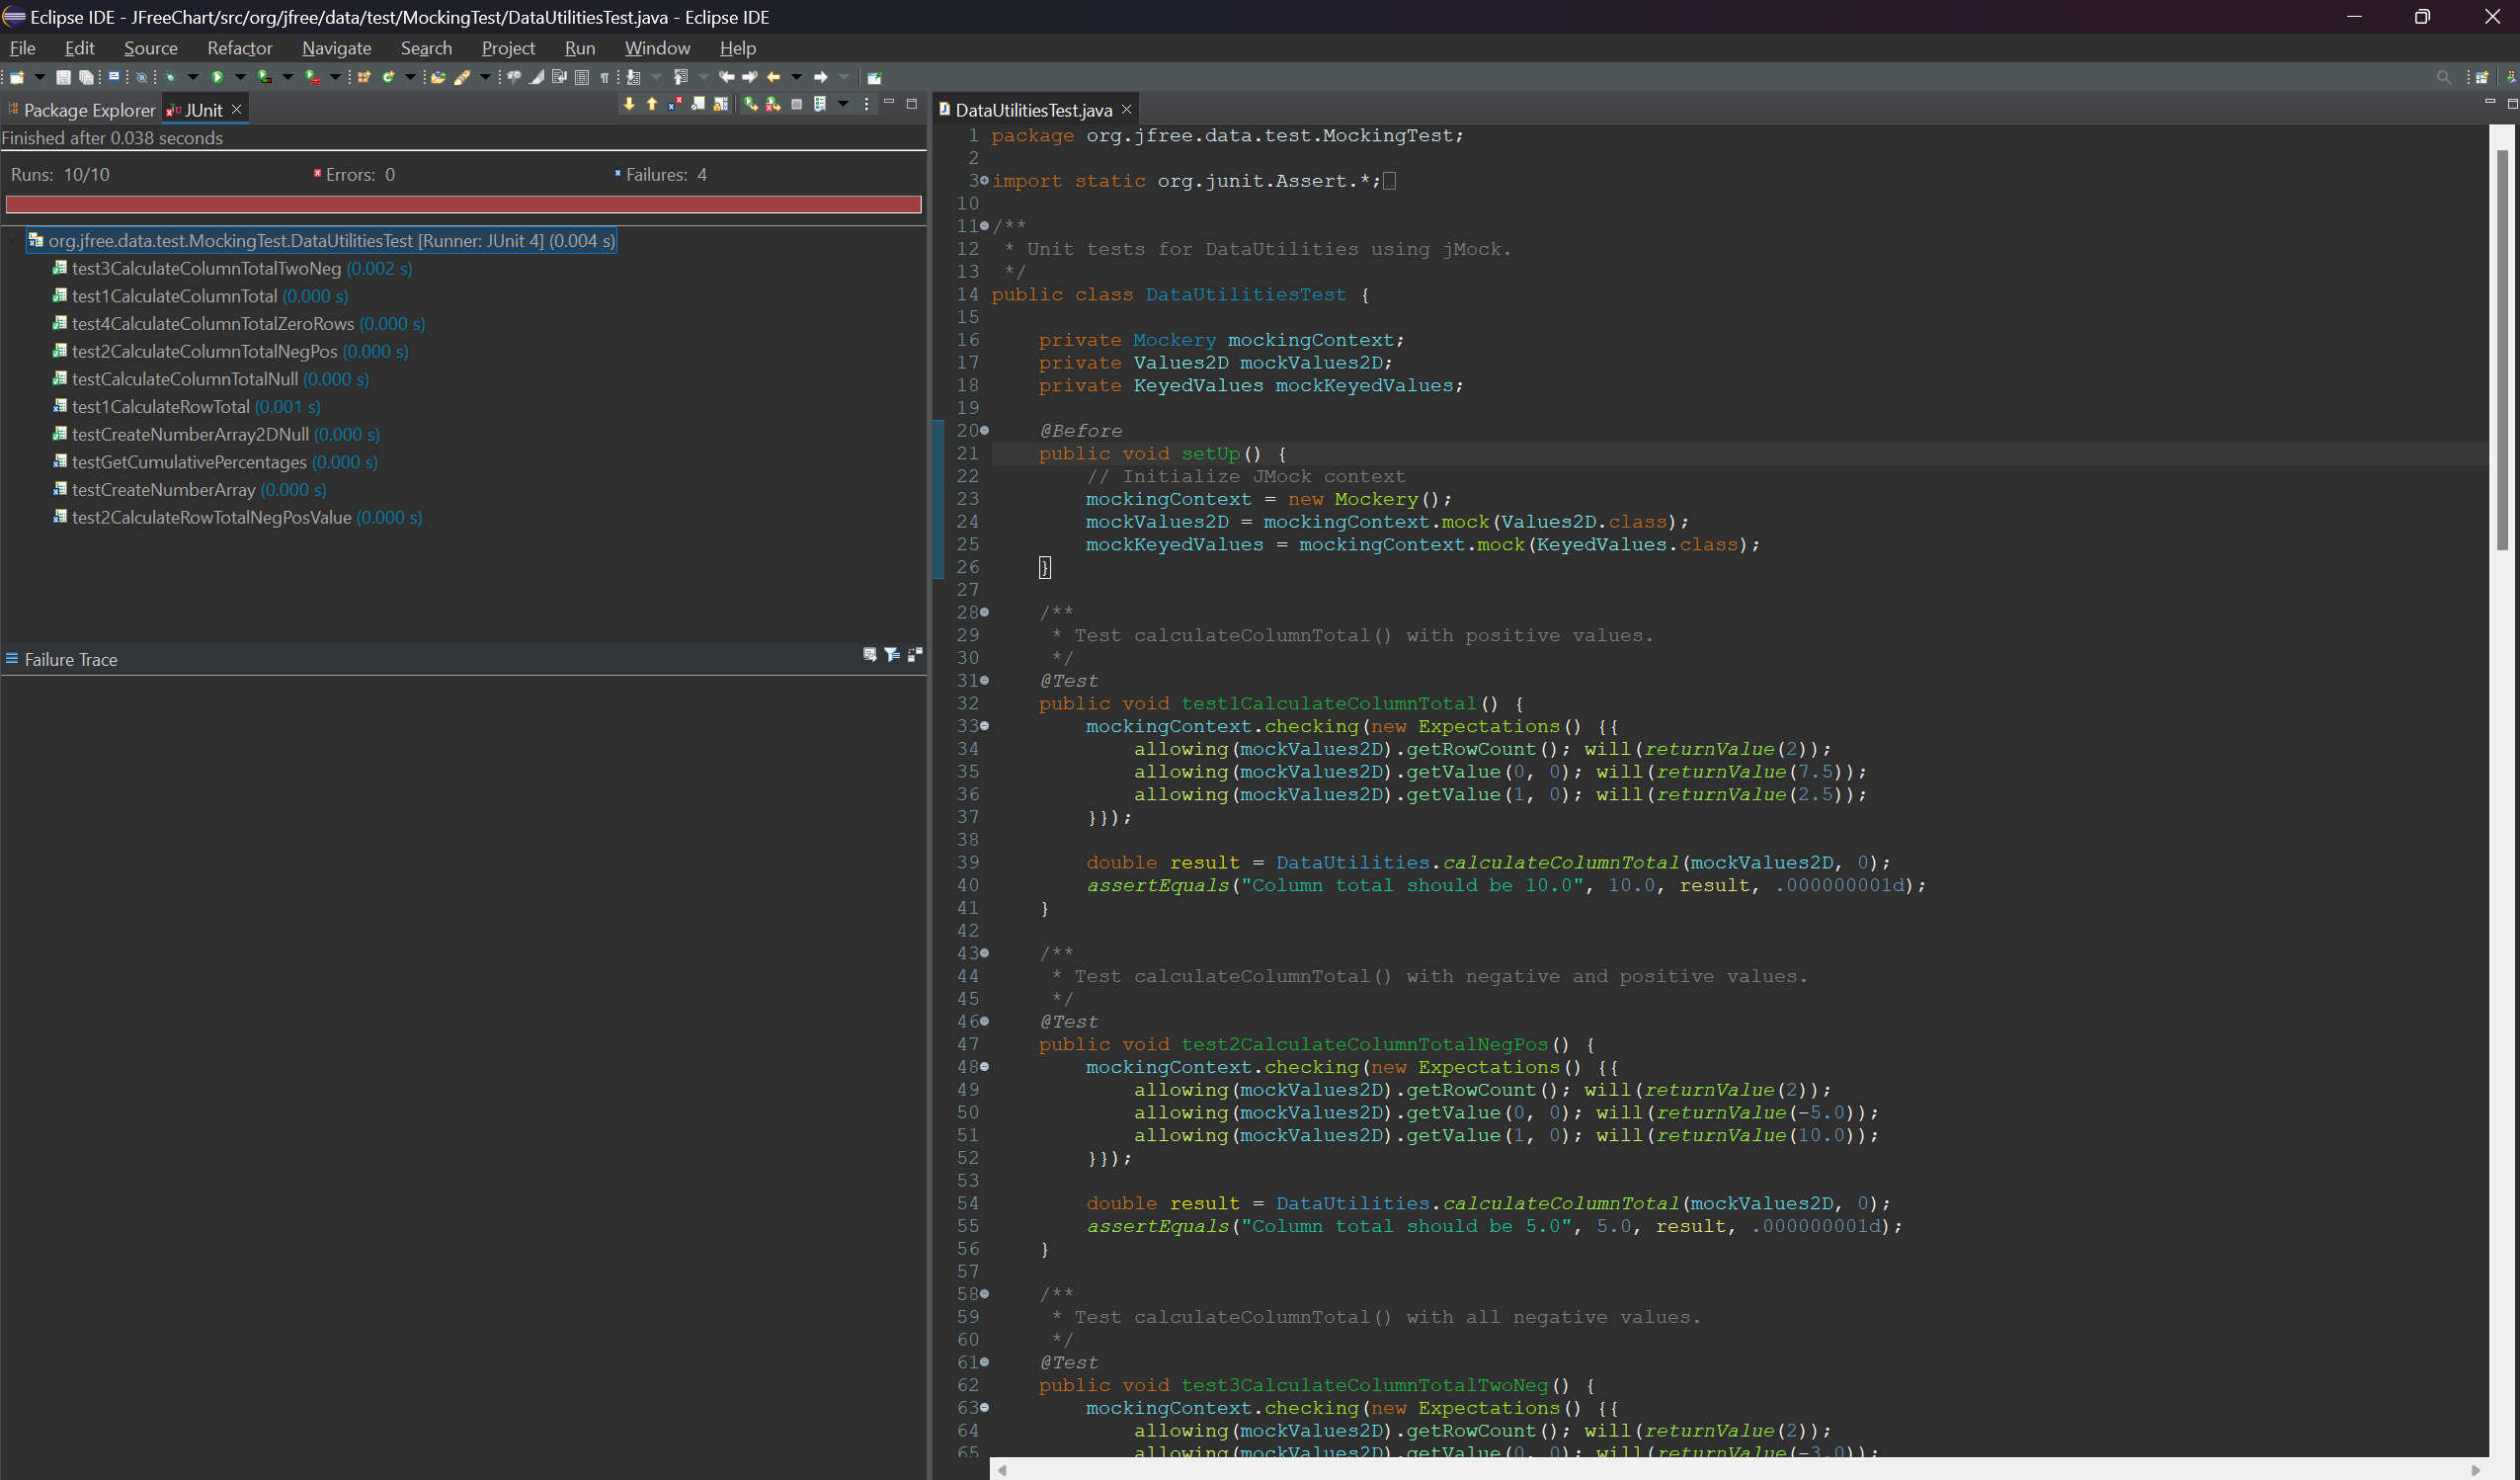 Eclipse IDE - JFreeChart/src/org/jfree/data/test/MockingTest/DataUtilitiesTest.java - Eclipse IDE
File Edit Source Refactor Navigate Search Project Run Window Help
Package Explorer JUnit
Finished after 0.038 seconds
Runs: 10/10 Errors: 0 Failures: 4
org.jfree.data.test.MockingTest.DataUtilitiesTest [Runner: JUnit 4] (0.004 s)
test3CalculateColumnTotalTwoNeg (0.002 s)
test1CalculateColumnTotal (0.000 s)
test4CalculateColumnTotalZeroRows (0.000 s)
test2CalculateColumnTotalNegPos (0.000 s)
testCalculateColumnTotalNull (0.000 s)
test1CalculateRowTotal (0.001 s)
testCreateNumberArray2DNull (0.000 s)
testGetCumulativePercentages (0.000 s)
testCreateNumberArray (0.000 s)
test2CalculateRowTotalNegPosValue (0.000 s)
Failure Trace
DataUtilitiesTest.java
1 package org.jfree.data.test.MockingTest;
2
3 import static org.junit.Assert.*;
10
11 /**
12  * Unit tests for DataUtilities using jMock.
13  */
14 public class DataUtilitiesTest {
15
16     private Mockery mockingContext;
17     private Values2D mockValues2D;
18     private KeyedValues mockKeyedValues;
19
20     @Before
21     public void setUp() {
22         // Initialize JMock context
23         mockingContext = new Mockery();
24         mockValues2D = mockingContext.mock(Values2D.class);
25         mockKeyedValues = mockingContext.mock(KeyedValues.class);
26     }
27
28     /**
29      * Test calculateColumnTotal() with positive values.
30      */
31     @Test
32     public void test1CalculateColumnTotal() {
33         mockingContext.checking(new Expectations() {{
34             allowing(mockValues2D).getRowCount(); will(returnValue(2));
35             allowing(mockValues2D).getValue(0, 0); will(returnValue(7.5));
36             allowing(mockValues2D).getValue(1, 0); will(returnValue(2.5));
37         }});
38
39         double result = DataUtilities.calculateColumnTotal(mockValues2D, 0);
40         assertEquals("Column total should be 10.0", 10.0, result, .000000001d);
41     }
42
43     /**
44      * Test calculateColumnTotal() with negative and positive values.
45      */
46     @Test
47     public void test2CalculateColumnTotalNegPos() {
48         mockingContext.checking(new Expectations() {{
49             allowing(mockValues2D).getRowCount(); will(returnValue(2));
50             allowing(mockValues2D).getValue(0, 0); will(returnValue(-5.0));
51             allowing(mockValues2D).getValue(1, 0); will(returnValue(10.0));
52         }});
53
54         double result = DataUtilities.calculateColumnTotal(mockValues2D, 0);
55         assertEquals("Column total should be 5.0", 5.0, result, .000000001d);
56     }
57
58     /**
59      * Test calculateColumnTotal() with all negative values.
60      */
61     @Test
62     public void test3CalculateColumnTotalTwoNeg() {
63         mockingContext.checking(new Expectations() {{
64             allowing(mockValues2D).getRowCount(); will(returnValue(2));
65             allowing(mockValues2D).getValue(0, 0); will(returnValue(-3.0));